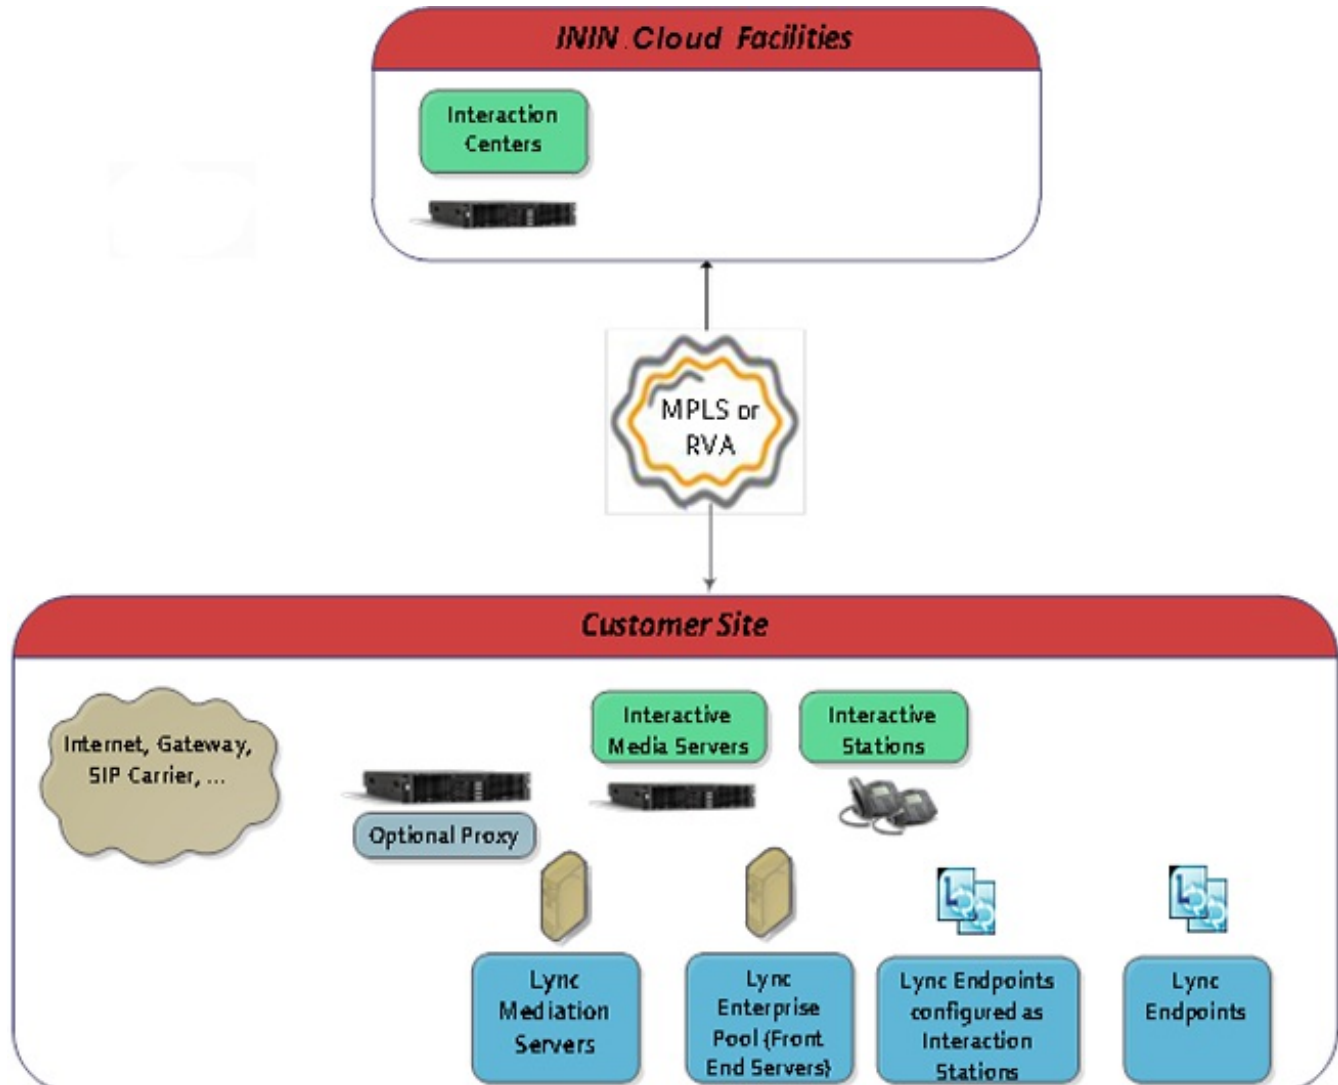 ININ.Cloud Facilities
Interaction
Centers
MPLS or
RVA
Customer Site
Internet, Gateway,
SIP Carrier, ...
Optional Proxy
Interactive
Media Servers
Interactive
Stations
Lync
Mediation
Servers
Lync
Enterprise
Pool (Front
End Servers)
Lync Endpoints
configured as
Interaction
Stations
Lync
Endpoints